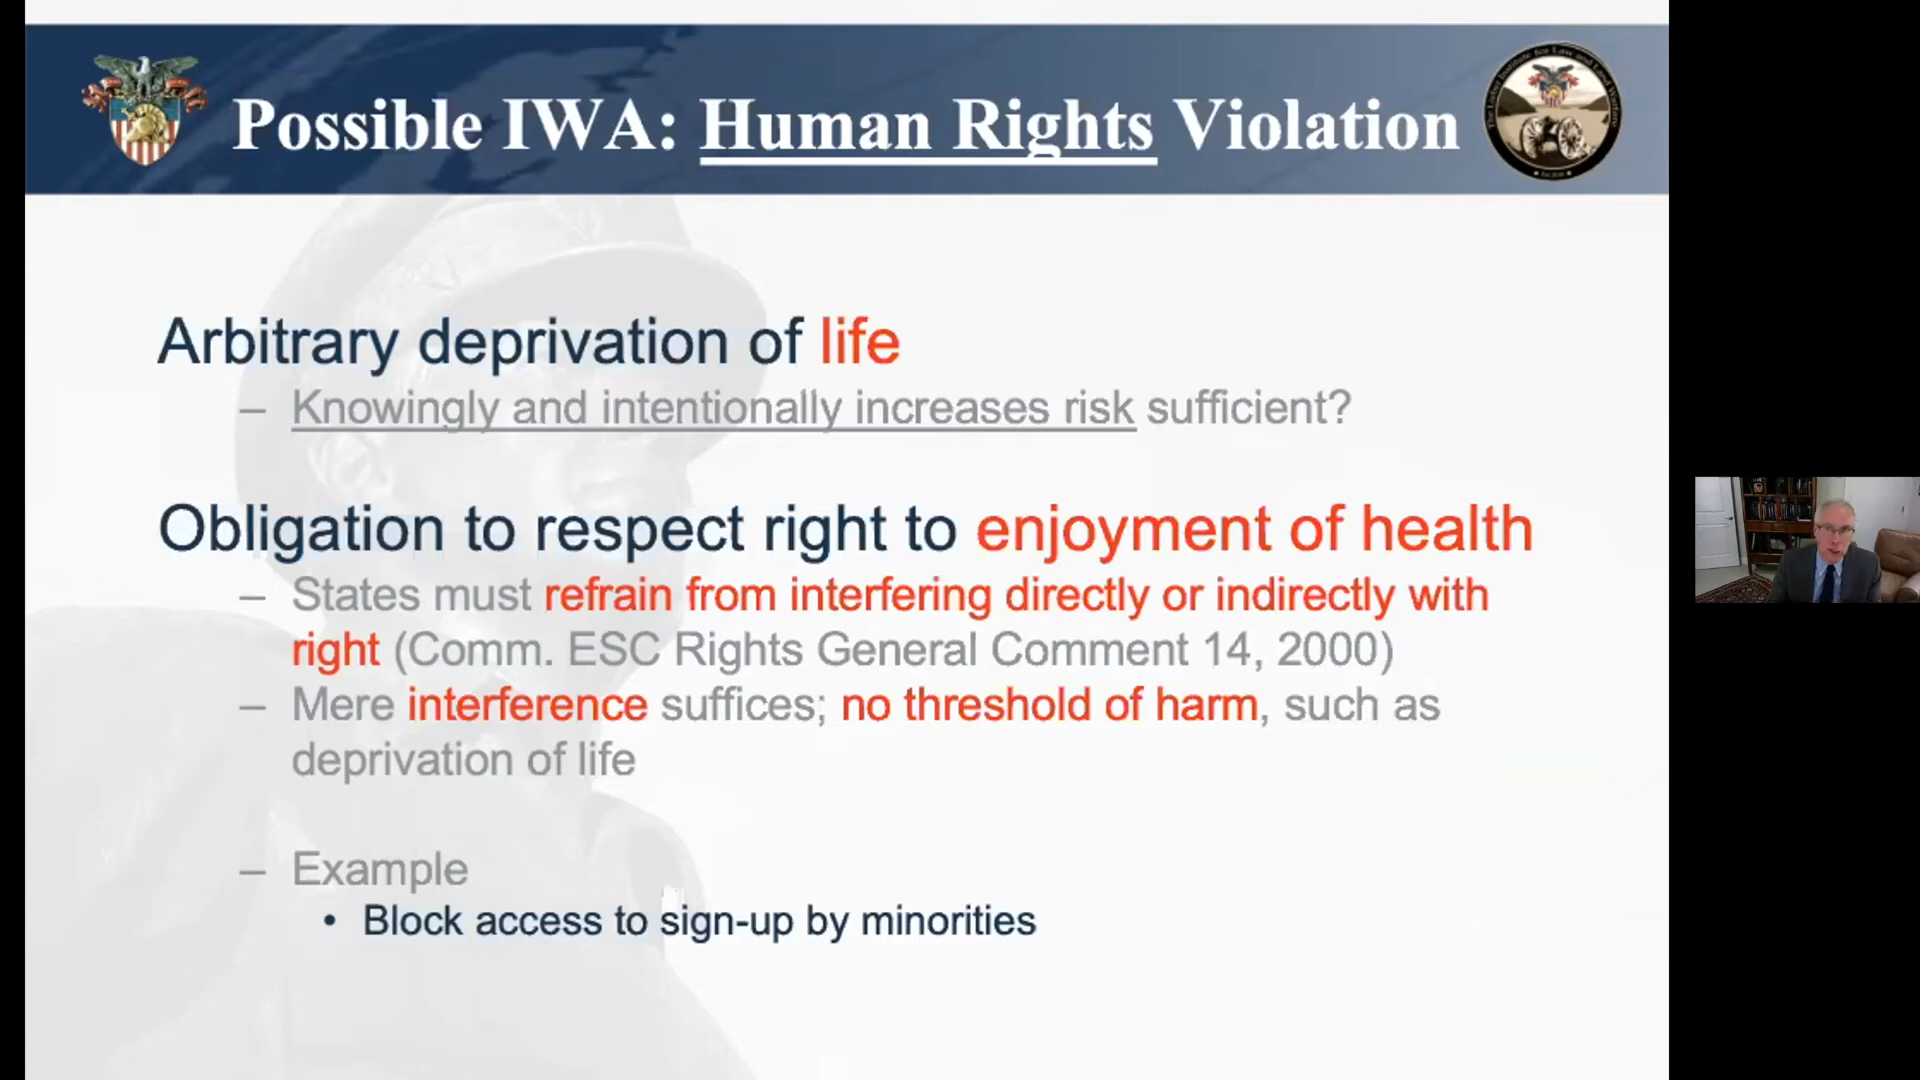 Possible IWA: Human Rights Violation
Arbitrary deprivation of life
– Knowingly and intentionally increases risk sufficient?
Obligation to respect right to enjoyment of health
– States must refrain from interfering directly or indirectly with
right (Comm. ESC Rights General Comment 14, 2000)
– Mere interference suffices; no threshold of harm, such as
deprivation of life
– Example
• Block access to sign-up by minorities